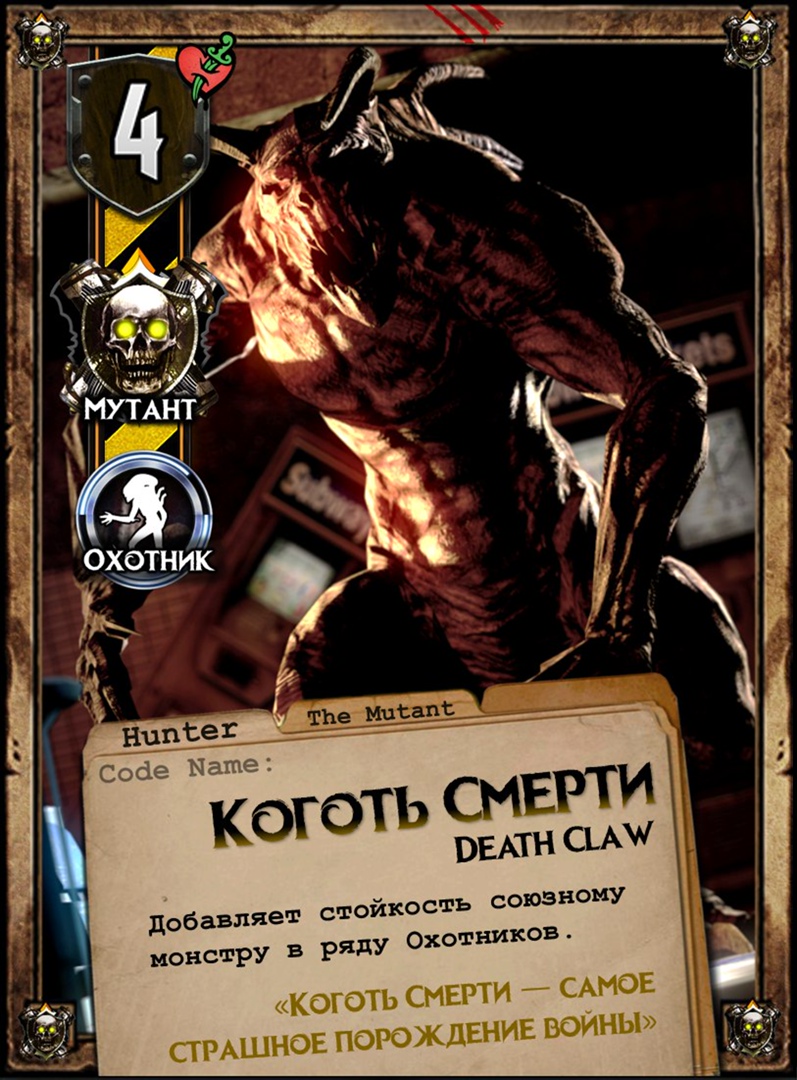 4
МУТАНТ
ОХОТНИК
Subway
Hunter
The Mutant
Code Name:
Коготь Смерти
Death Claw
Добавляет стойкость союзному
монстру в ряду Охотников.
«Коготь Смерти — самое
страшное порождение войны»